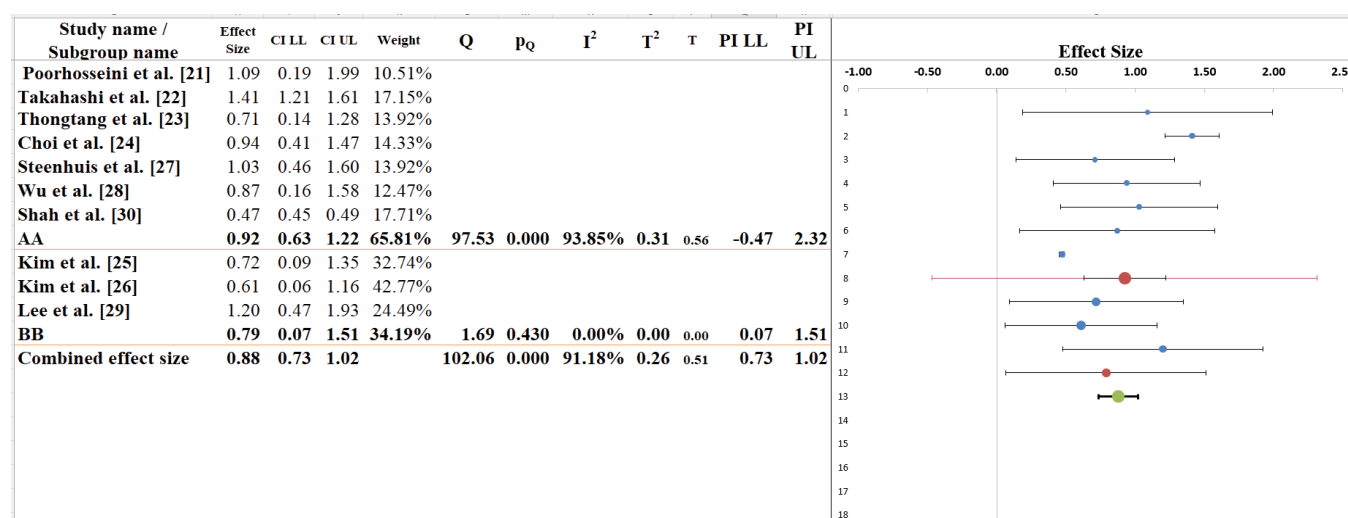 Study name / Subgroup name Effect Size CI LL CI UL Weight Q pQ I² T² T PI LL PI UL
Poorhosseini et al. [21] 1.09 0.19 1.99 10.51%
Takahashi et al. [22] 1.41 1.21 1.61 17.15%
Thongtang et al. [23] 0.71 0.14 1.28 13.92%
Choi et al. [24] 0.94 0.41 1.47 14.33%
Steenhuis et al. [27] 1.03 0.46 1.60 13.92%
Wu et al. [28] 0.87 0.16 1.58 12.47%
Shah et al. [30] 0.47 0.45 0.49 17.71%
AA 0.92 0.63 1.22 65.81% 97.53 0.000 93.85% 0.31 0.56 -0.47 2.32
Kim et al. [25] 0.72 0.09 1.35 32.74%
Kim et al. [26] 0.61 0.06 1.16 42.77%
Lee et al. [29] 1.20 0.47 1.93 24.49%
BB 0.79 0.07 1.51 34.19% 1.69 0.430 0.00% 0.00 0.00 0.07 1.51
Combined effect size 0.88 0.73 1.02 102.06 0.000 91.18% 0.26 0.51 0.73 1.02
Effect Size
-1.00 -0.50 0.00 0.50 1.00 1.50 2.00 2.5
0
1
2
3
4
5
6
7
8
9
10
11
12
13
14
15
16
17
18